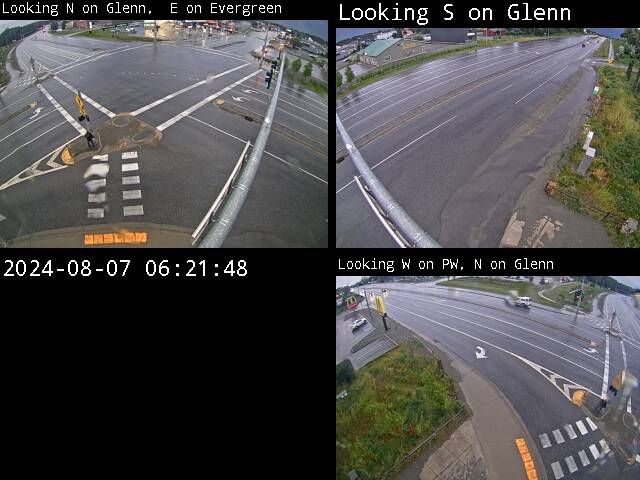 Looking N on Glenn,  E on Evergreen
Looking S on Glenn
2024-08-07 06:21:48
Looking W on PW, N on Glenn